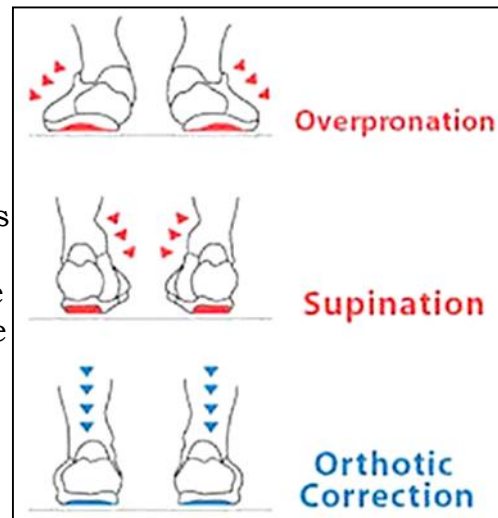 Overpronation
s
Supination
e
e
Orthotic
Correction